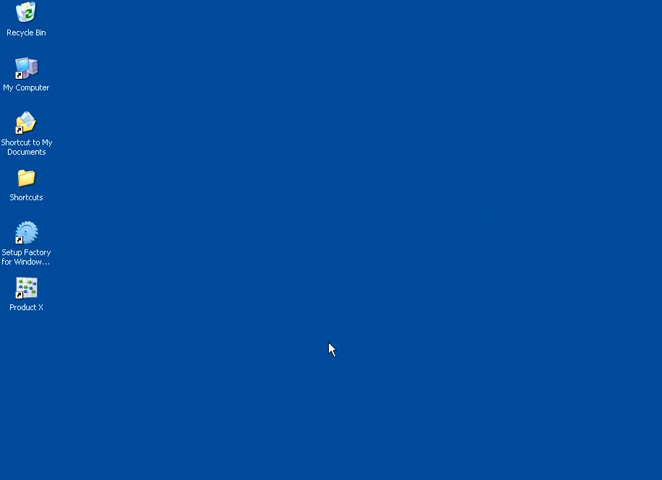 Recycle Bin
My Computer
Shortcut to My
Documents
Shortcuts
Setup Factory
for Window...
Product X